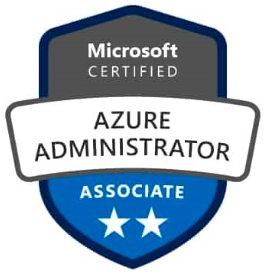 Microsoft
CERTIFIED
AZURE
ADMINISTRATOR
ASSOCIATE